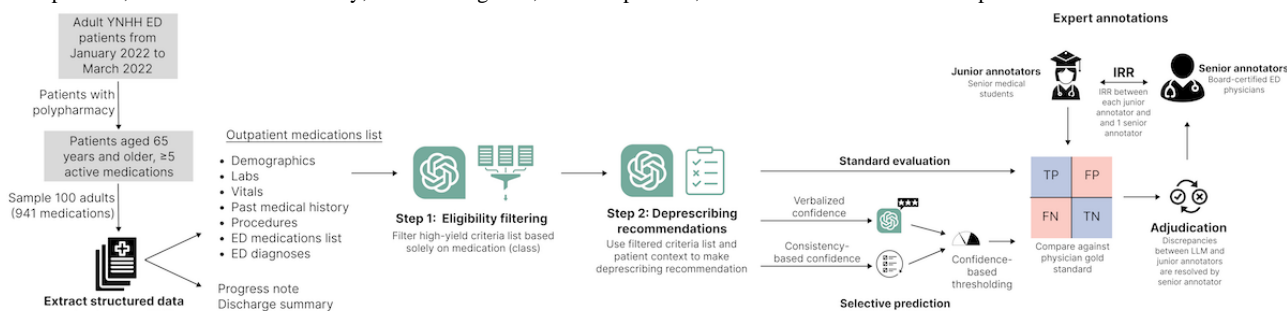 Adult YNHH ED
patients from
January 2022 to
March 2022
Patients with
polypharmacy
Patients aged 65
years and older, ≥5
active medications
Sample 100 adults
(941 medications)
Extract structured data
Outpatient medications list
• Demographics
• Labs
• Vitals
• Past medical history
• Procedures
• ED medications list
• ED diagnoses
Progress note
Discharge summary
Step 1: Eligibility filtering
Filter high-yield criteria list based
solely on medication (class)
Step 2: Deprescribing
recommendations
Use filtered criteria list and
patient context to make
deprescribing recommendation
Standard evaluation
Verbalized
confidence
Consistency-
based confidence
Confidence-
based
thresholding
Selective prediction
Expert annotations
Junior annotators
Senior medical
students
IRR
IRR between
each junior
annotator and
and 1 senior
annotator
Senior annotators
Board-certified ED
physicians
TP
FP
FN
TN
Compare against
physician gold
standard
Adjudication
Discrepancies
between LLM and
junior annotators
are resolved by
senior annotator